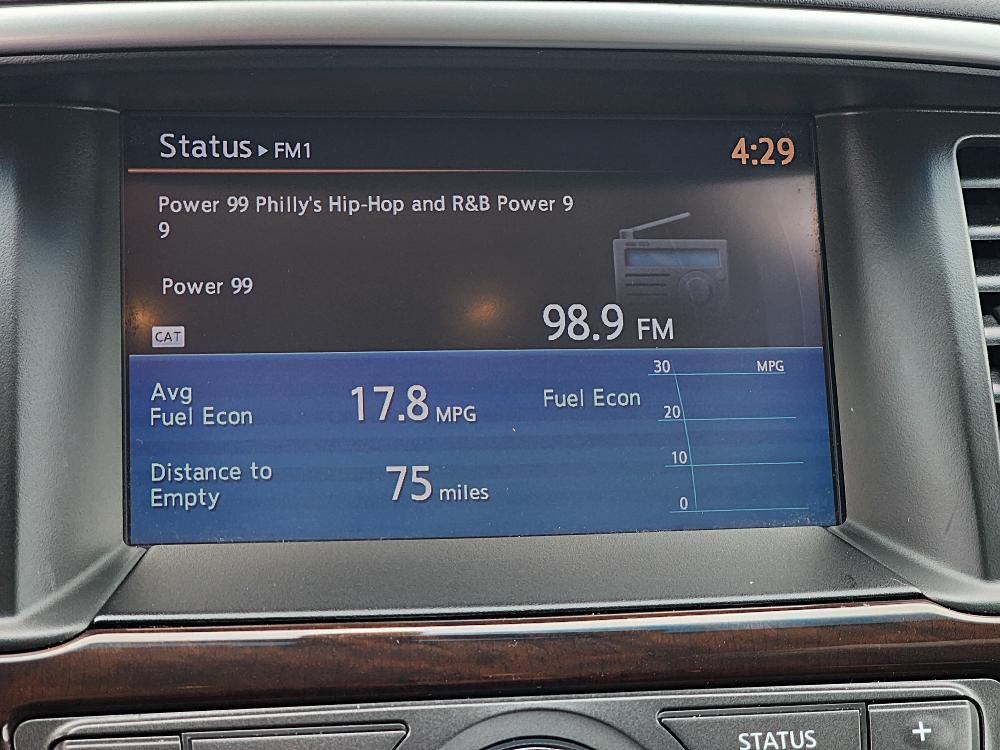 Status ▸ FM1 4:29
Power 99 Philly's Hip-Hop and R&B Power 9
9
Power 99
CAT
98.9 FM
Avg
Fuel Econ
17.8 MPG
Distance to
Empty
75 miles
Fuel Econ
30 MPG
20
10
0
STATUS +